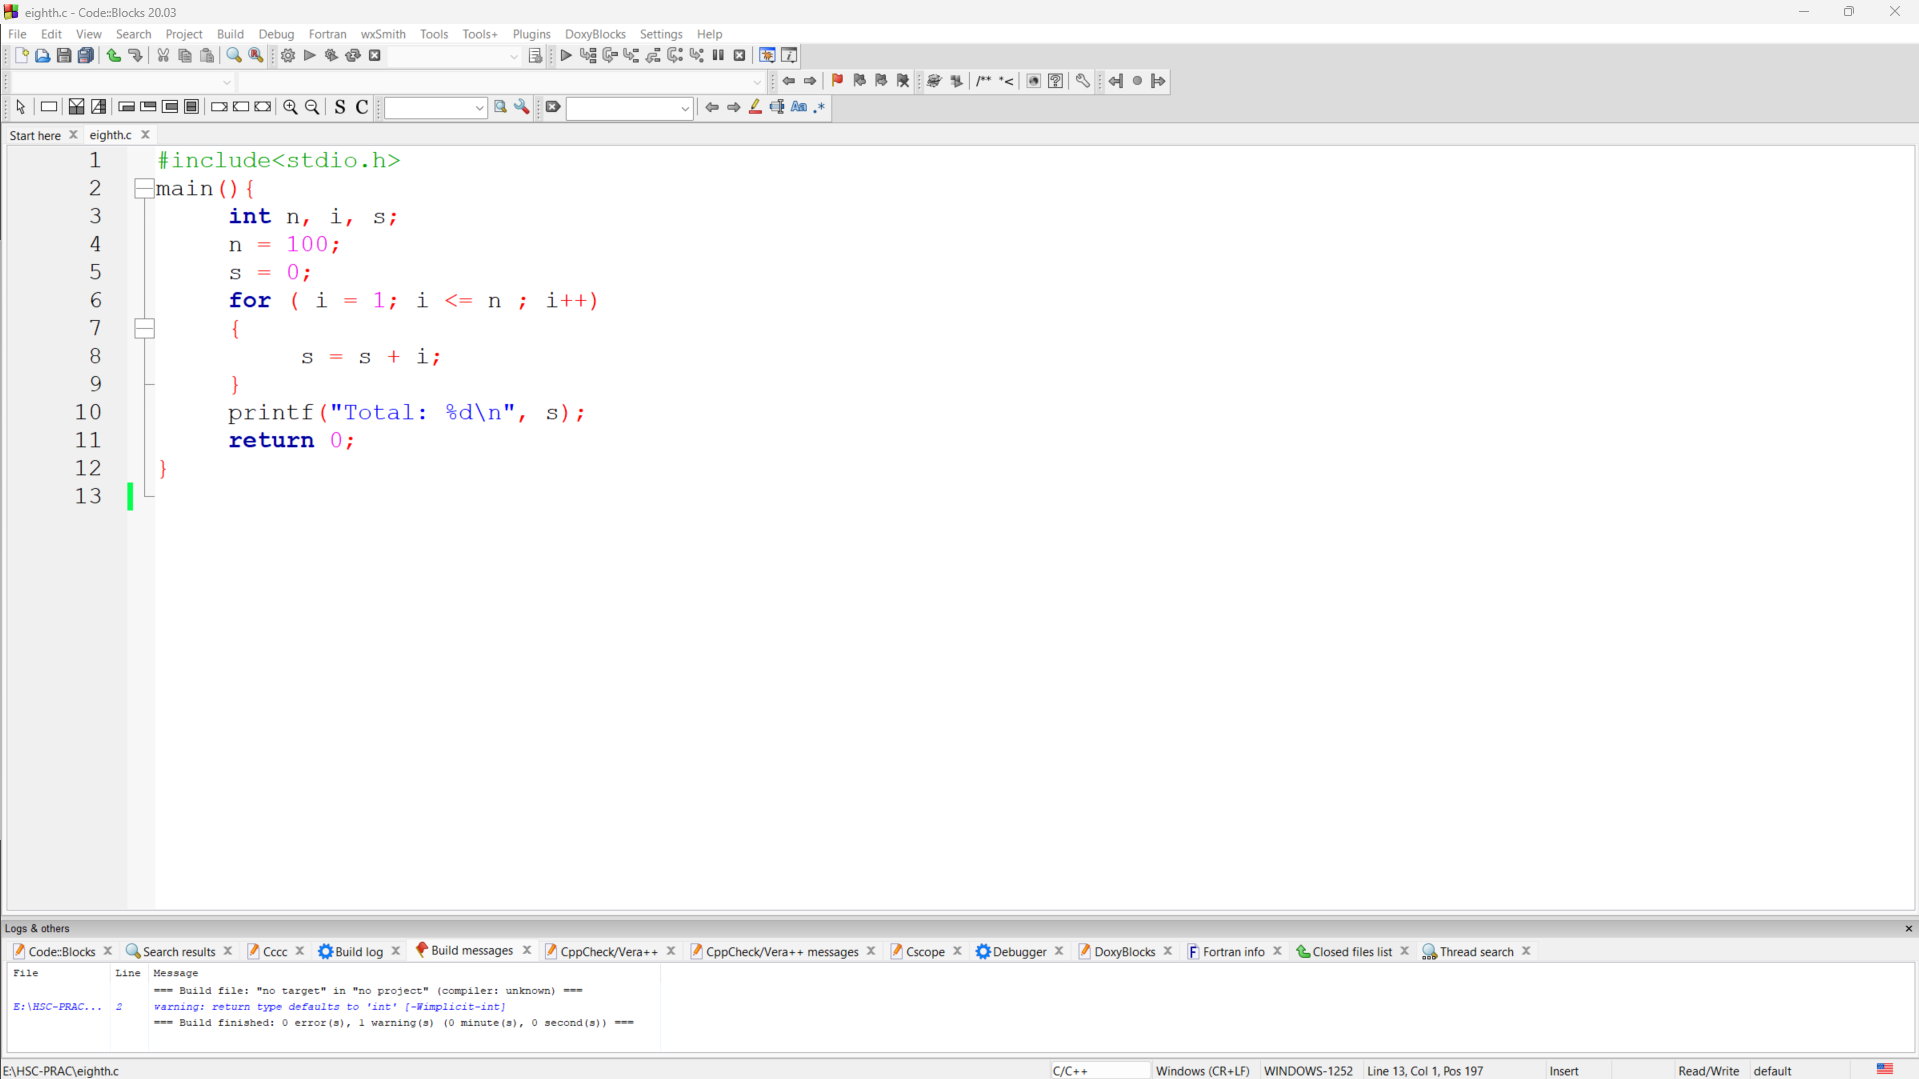 eighth.c - Code::Blocks 20.03
File Edit View Search Project Build Debug Fortran wxSmith Tools Tools+ Plugins DoxyBlocks Settings Help
/** *<
S C Aa .*
Start here eighth.c
1 #include<stdio.h>
2 main(){
3 int n, i, s;
4 n = 100;
5 s = 0;
6 for ( i = 1; i <= n ; i++)
7 {
8 s = s + i;
9 }
10 printf("Total: %d\n", s);
11 return 0;
12 }
13
Logs & others
Code::Blocks Search results Cccc Build log Build messages CppCheck/Vera++ CppCheck/Vera++ messages Cscope Debugger DoxyBlocks Fortran info Closed files list Thread search
File Line Message
=== Build file: "no target" in "no project" (compiler: unknown) ===
E:\HSC-PRAC... 2 warning: return type defaults to 'int' [-Wimplicit-int]
=== Build finished: 0 error(s), 1 warning(s) (0 minute(s), 0 second(s)) ===
E:\HSC-PRAC\eighth.c C/C++ Windows (CR+LF) WINDOWS-1252 Line 13, Col 1, Pos 197 Insert Read/Write default